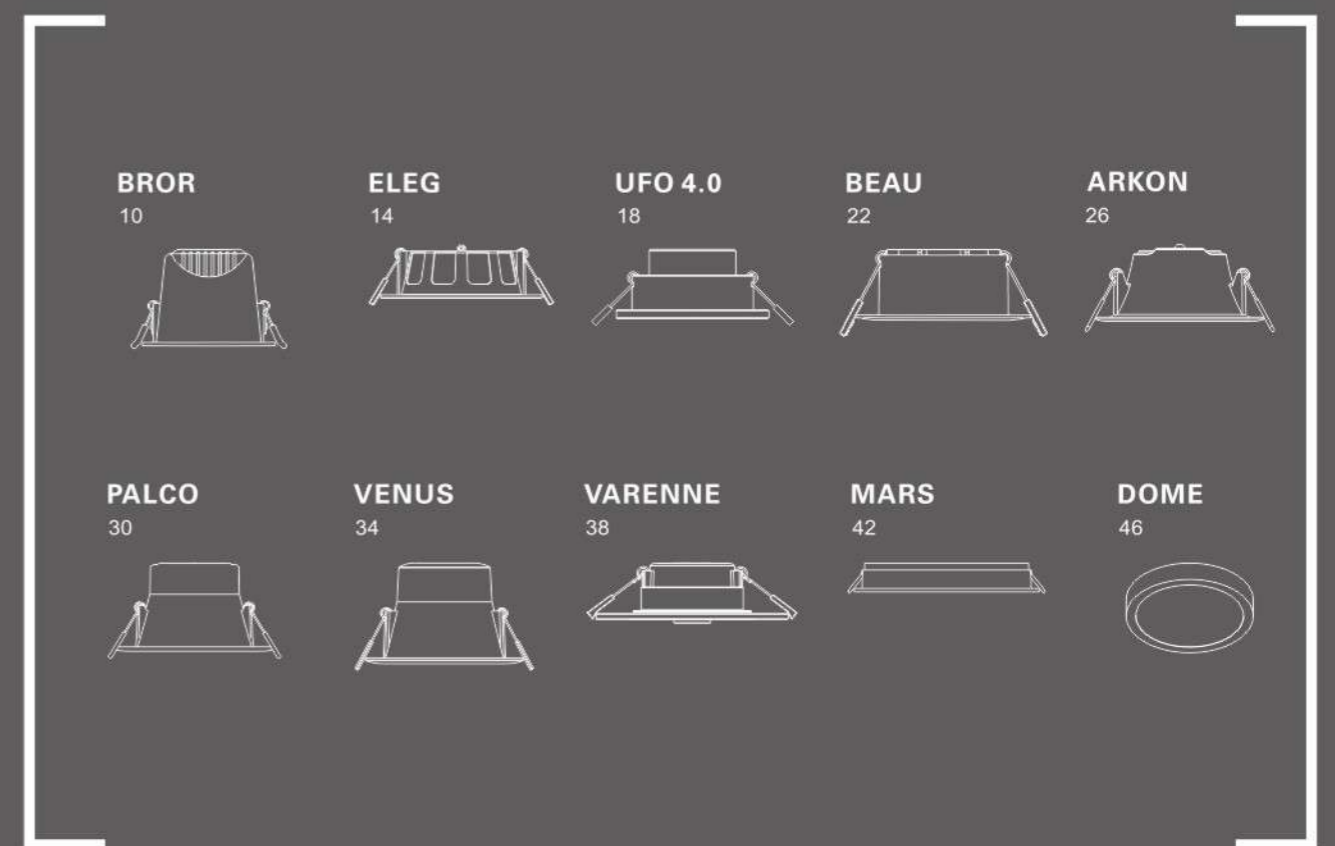 BROR
10
ELEG
14
UFO 4.0
18
BEAU
22
ARKON
26
PALCO
30
VENUS
34
VARENNE
38
MARS
42
DOME
46